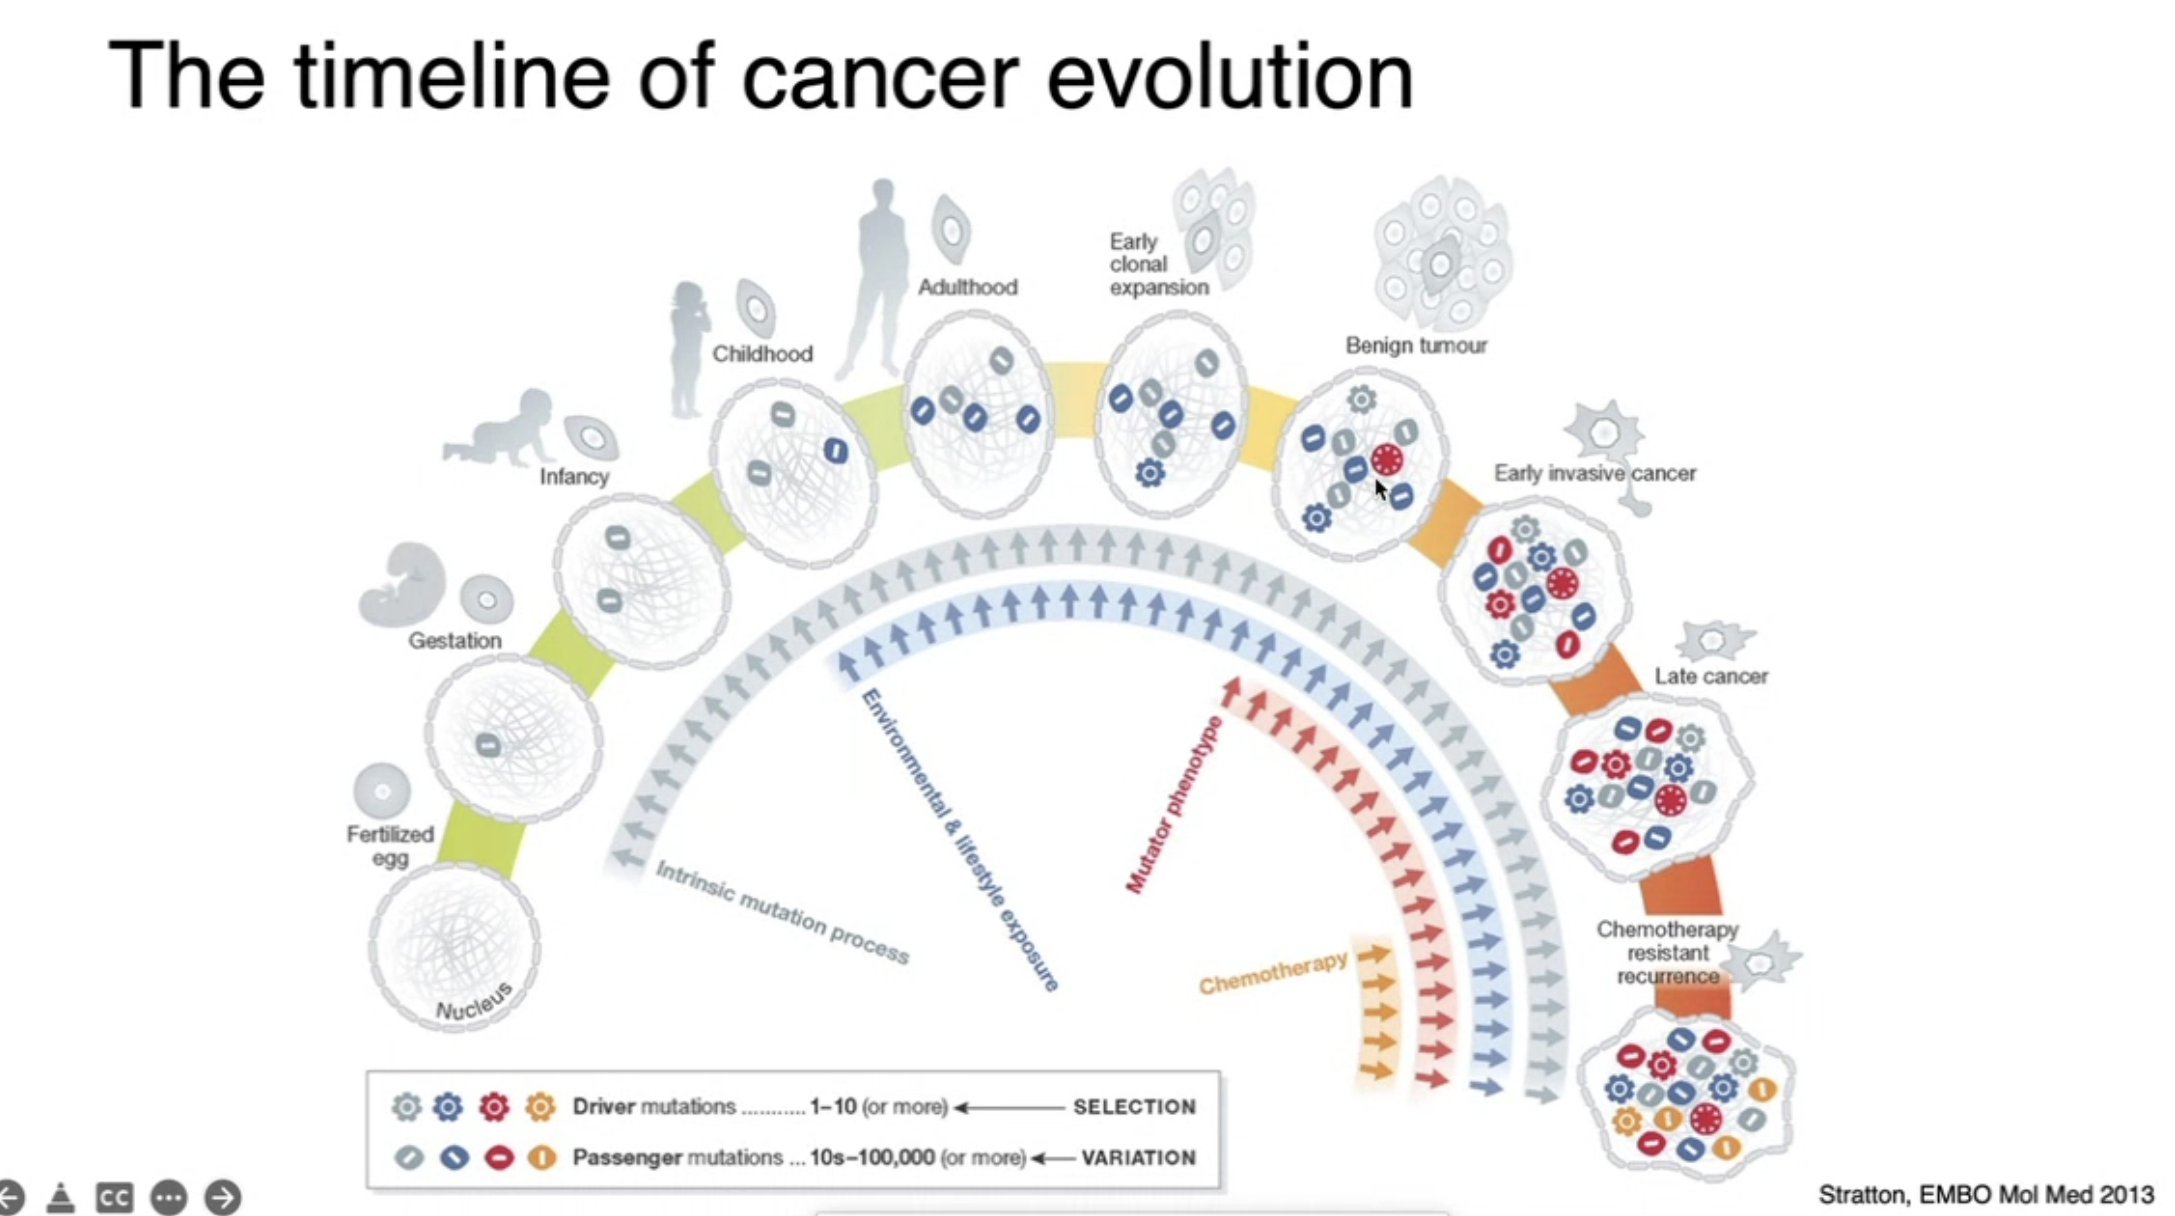 The timeline of cancer evolution
Early
clonal
expansion
Adulthood
Benign tumour
Childhood
Early invasive cancer
Infancy
Gestation
Late cancer
Fertilized
egg
Nucleus
Intrinsic mutation process
Environmental & lifestyle exposure
Mutator phenotype
Chemotherapy
Chemotherapy
resistant
recurrence
Driver mutations ........... 1–10 (or more) SELECTION
Passenger mutations ... 10s–100,000 (or more) VARIATION
CC
Stratton, EMBO Mol Med 2013